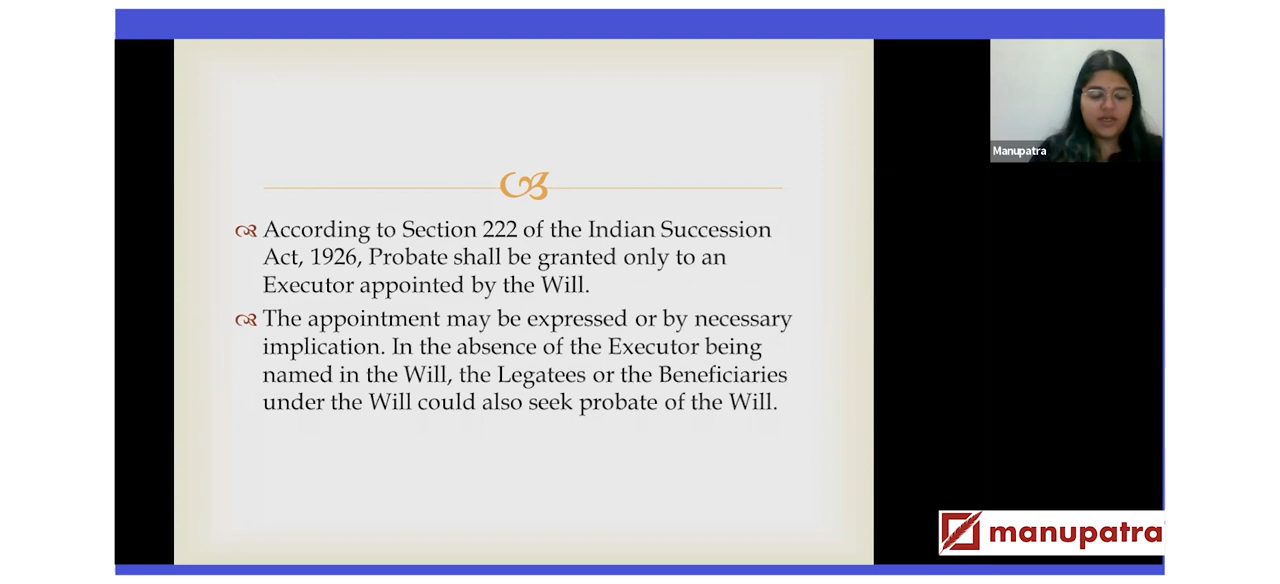 According to Section 222 of the Indian Succession
Act, 1926, Probate shall be granted only to an
Executor appointed by the Will.
The appointment may be expressed or by necessary
implication. In the absence of the Executor being
named in the Will, the Legatees or the Beneficiaries
under the Will could also seek probate of the Will.
Manupatra
manupatra